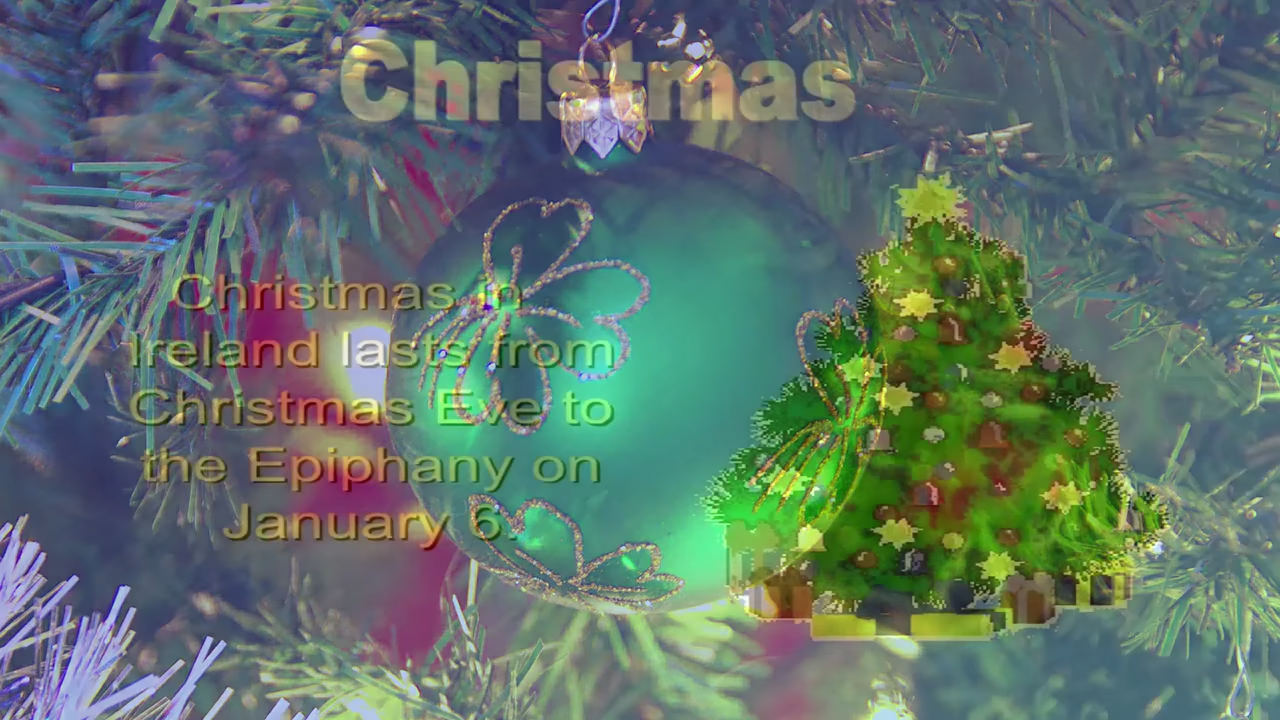 Christmas
Christmas in
Ireland lasts from
Christmas Eve to
the Epiphany on
January 6.